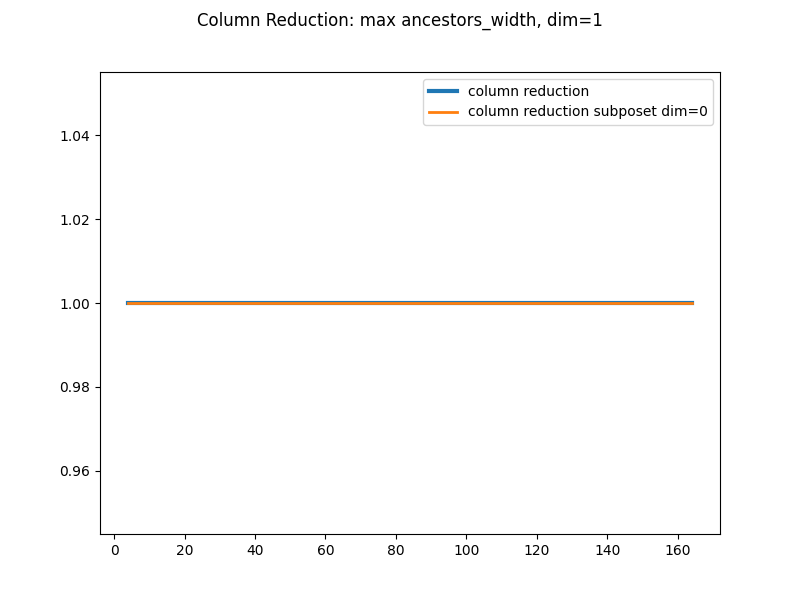 Column Reduction: max ancestors_width, dim=1
column reduction
column reduction subposet dim=0
1.04
1.02
1.00
0.98
0.96
0 20 40 60 80 100 120 140 160